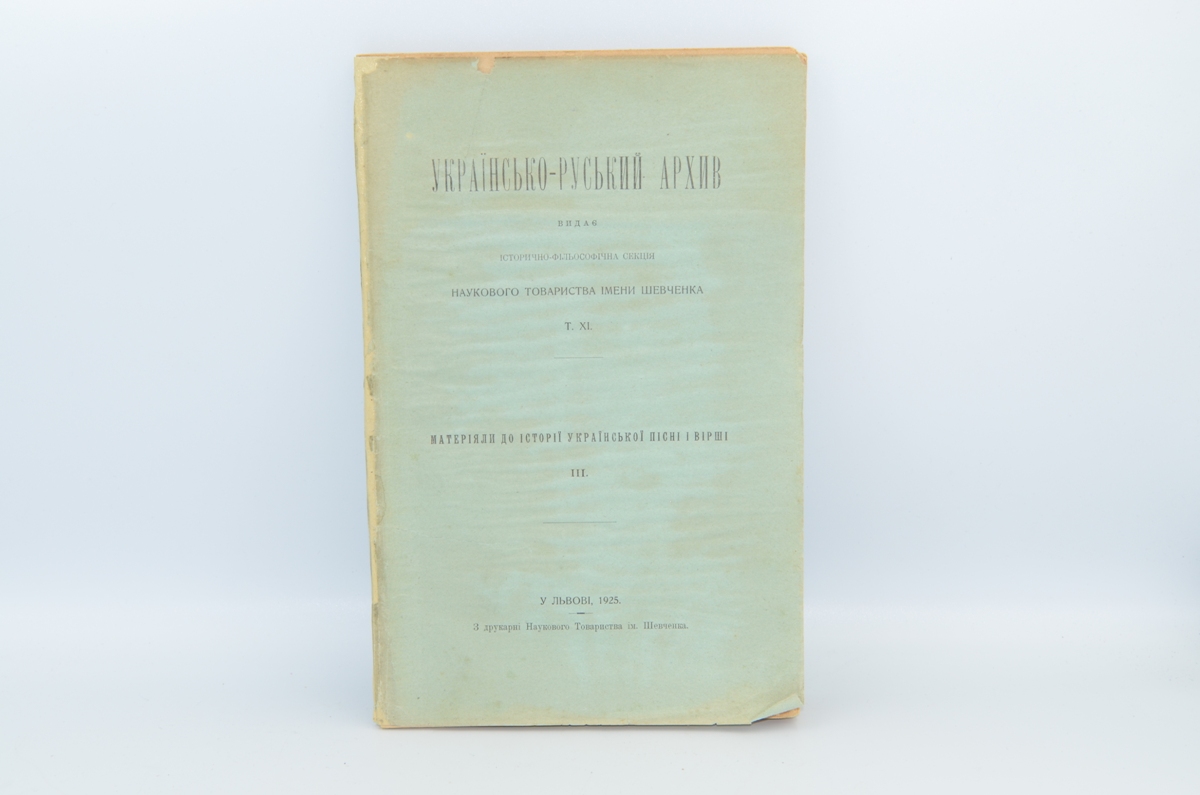 УКРАЇНСЬКО-РУСЬКИЙ АРХИВ
ВИДАЄ
ІСТОРИЧНО-ФІЛЬОСОФІЧНА СЕКЦІЯ
НАУКОВОГО ТОВАРИСТВА ІМЕНИ ШЕВЧЕНКА
Т. XI.
МАТЕРІЯЛИ ДО ІСТОРІЇ УКРАЇНСЬКОЇ ПІСНІ І ВІРШІ
III.
У ЛЬВОВІ, 1925.
З друкарні Наукового Товариства ім. Шевченка.